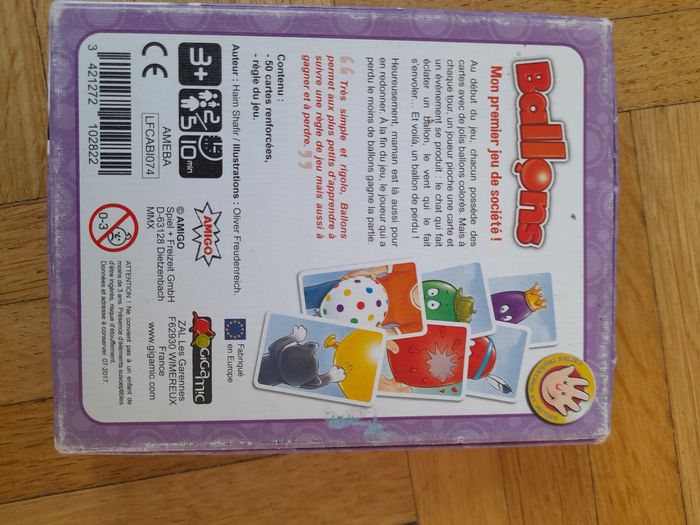 Ballons
Mon premier jeu de société !
Au début du jeu, chacun possède des
cartes avec de jolis ballons colorés. Mais à
chaque tour, un joueur pioche une carte et
un événement se produit : le chat qui fait
éclater un ballon, le vent qui le fait
s'envoler... Et voilà, un ballon de perdu !
Heureusement, maman est là aussi pour
en redonner. À la fin du jeu, le joueur qui a
perdu le moins de ballons gagne la partie.
“ Très simple et rigolo, Ballons
permet aux plus petits d'apprendre à
suivre une règle de jeu mais aussi à
gagner et à perdre. ”
Contenu :
- 50 cartes renforcées,
- règle du jeu.
Auteur : Haim Shafir / Illustrations : Oliver Freudenreich.
3+
2
5
15
10 min
CE
AMEBA
LFCABI074
3 421272 102822
AMIGO
© AMIGO
Spiel + Freizeit GmbH
D-63128 Dietzenbach
MMX
Fabriqué
en Europe
GIGAMIC
ZAL Les Garennes
F62930 WIMEREUX
France
www.gigamic.com
0-3
ATTENTION ! Ne convient pas à un enfant de
moins de 3 ans. Présence d'éléments susceptibles
d'être ingérés, risque d'étouffement.
Données et adresse à conserver. 07-2017.